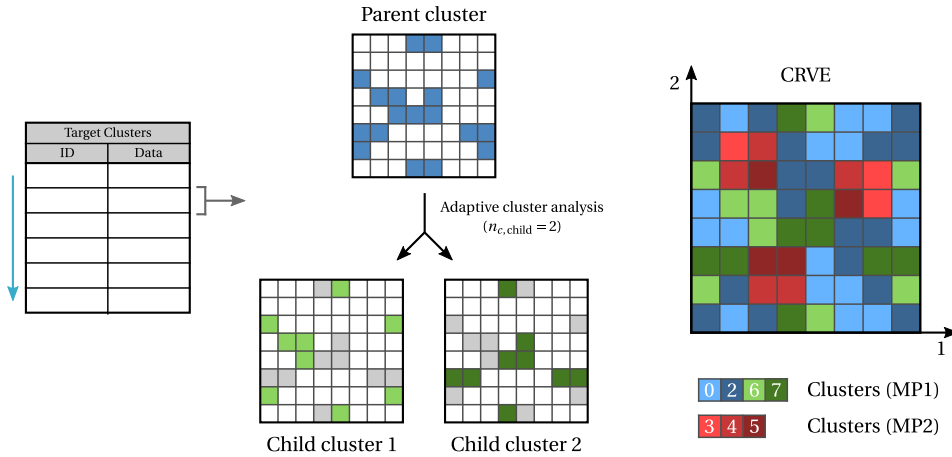 Parent cluster
Target Clusters
ID Data
Adaptive cluster analysis
(n_{c,child} = 2)
Child cluster 1
Child cluster 2
CRVE
2
1
0 2 6 7 Clusters (MP1)
3 4 5 Clusters (MP2)